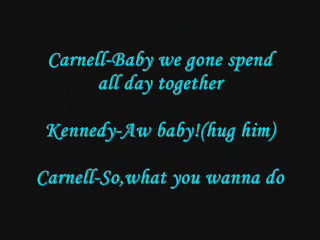 Carnell-Baby we gone spend
all day together
Kennedy-Aw baby!(hug him)
Carnell-So,what you wanna do